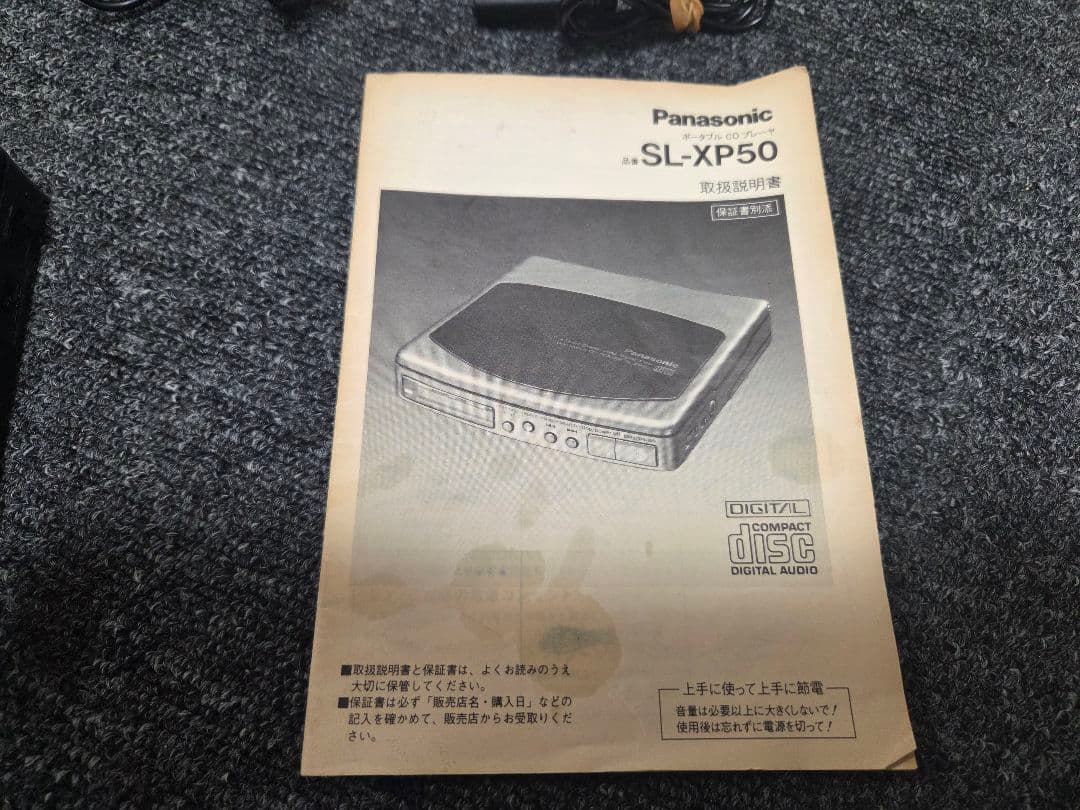 Panasonic
ポータブル CD プレーヤ
品番 SL-XP50
取扱説明書
保証書別添
Panasonic
DIGITAL
COMPACT
disc
DIGITAL AUDIO
■取扱説明書と保証書は、よくお読みのうえ
大切に保管してください。
■保証書は必ず「販売店名・購入日」などの
記入を確かめて、販売店からお受取りくだ
さい。
上手に使って上手に節電
音量は必要以上に大きくしないで!
使用後は忘れずに電源を切って!